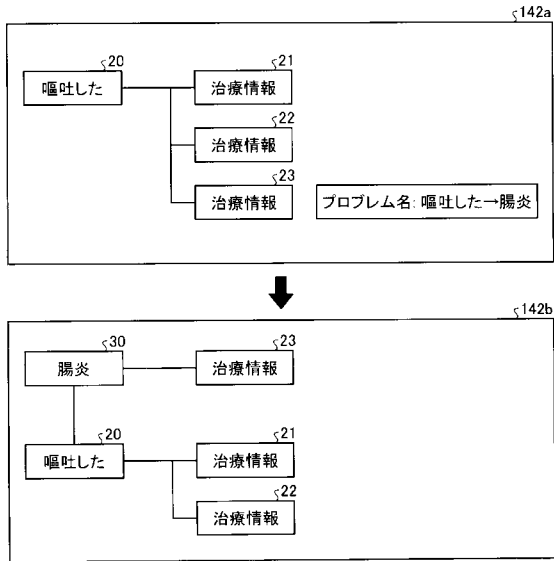 142a
20
嘔吐した
21
治療情報
22
治療情報
23
治療情報
プロブレム名: 嘔吐した→腸炎
142b
30
腸炎
23
治療情報
20
嘔吐した
21
治療情報
22
治療情報